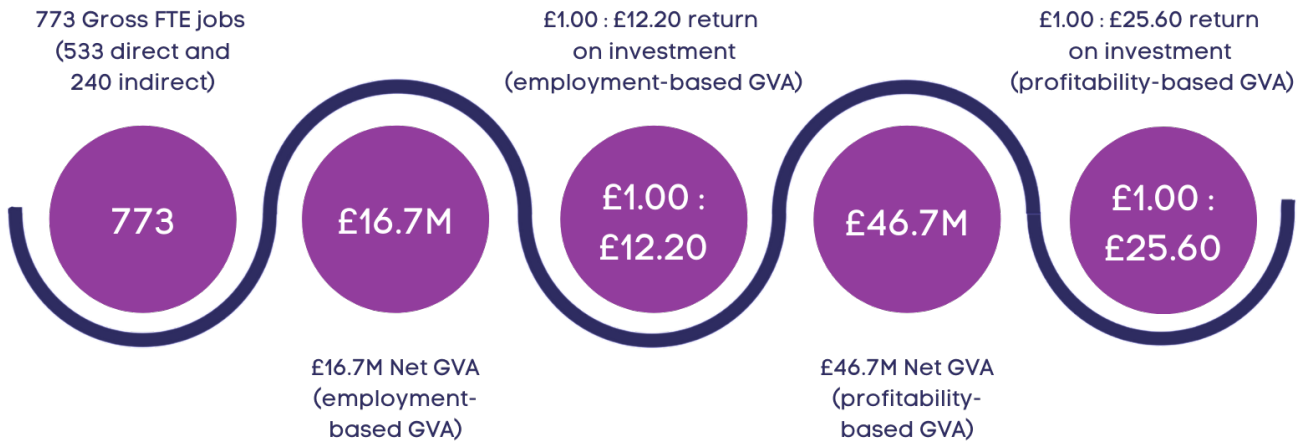 773 Gross FTE jobs
(533 direct and
240 indirect)
773
£16.7M
£16.7M Net GVA
(employment-
based GVA)
£1.00 : £12.20 return
on investment
(employment-based GVA)
£1.00 :
£12.20
£46.7M
£46.7M Net GVA
(profitability-
based GVA)
£1.00 : £25.60 return
on investment
(profitability-based GVA)
£1.00 :
£25.60